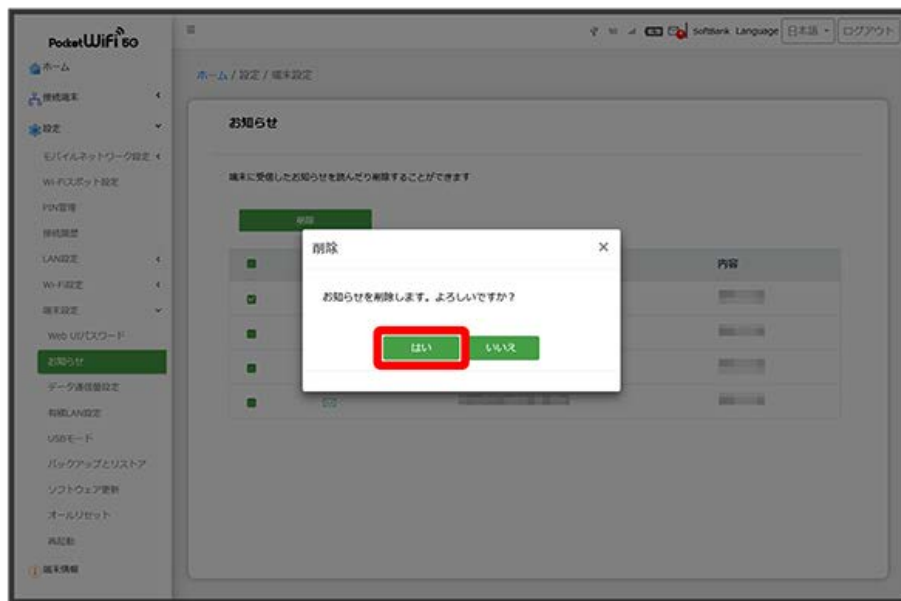 PocketWiFi 5G
SoftBank Language 日本語 ログアウト
ホーム
接続端末
設定
モバイルネットワーク設定
Wi-Fiスポット設定
PIN管理
接続履歴
LAN設定
Wi-Fi設定
端末設定
Web UIパスワード
お知らせ
データ通信量設定
有線LAN設定
USBモード
バックアップとリストア
ソフトウェア更新
オールリセット
再起動
端末情報
ホーム / 設定 / 端末設定
お知らせ
端末に受信したお知らせを読んだり削除することができます
削除
内容
削除 ×
お知らせを削除します。よろしいですか？
はい いいえ